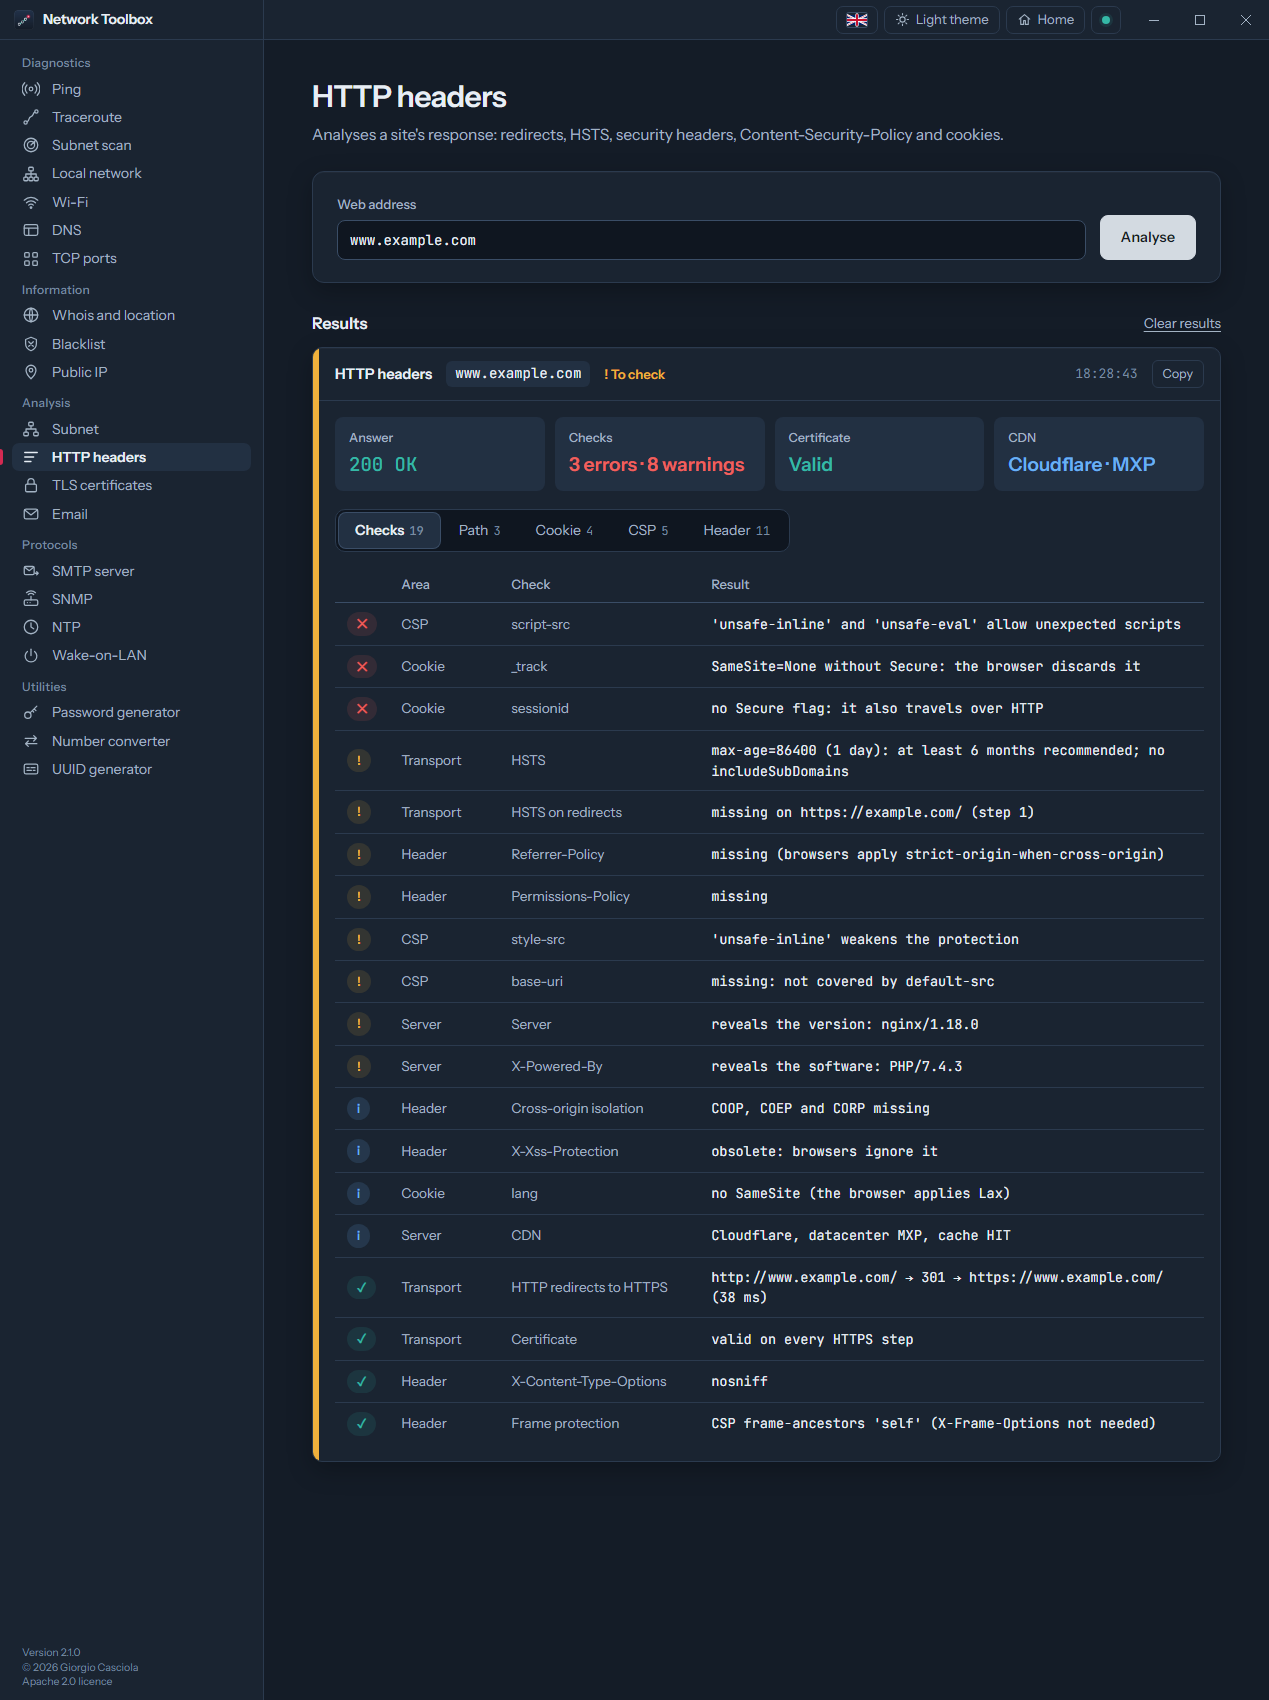 Network Toolbox
Light theme
Home
Diagnostics
Ping
Traceroute
Subnet scan
Local network
Wi-Fi
DNS
TCP ports
Information
Whois and location
Blacklist
Public IP
Analysis
Subnet
HTTP headers
TLS certificates
Email
Protocols
SMTP server
SNMP
NTP
Wake-on-LAN
Utilities
Password generator
Number converter
UUID generator
Version 2.1.0
© 2026 Giorgio Casciola
Apache 2.0 licence
HTTP headers
Analyses a site's response: redirects, HSTS, security headers, Content-Security-Policy and cookies.
Web address
www.example.com
Analyse
Results
Clear results
HTTP headers www.example.com ! To check 18:28:43 Copy
Answer
200 OK
Checks
3 errors · 8 warnings
Certificate
Valid
CDN
Cloudflare · MXP
Checks 19 Path 3 Cookie 4 CSP 5 Header 11
Area Check Result
CSP script-src 'unsafe-inline' and 'unsafe-eval' allow unexpected scripts
Cookie _track SameSite=None without Secure: the browser discards it
Cookie sessionid no Secure flag: it also travels over HTTP
! Transport HSTS max-age=86400 (1 day): at least 6 months recommended; no
includeSubDomains
! Transport HSTS on redirects missing on https://example.com/ (step 1)
! Header Referrer-Policy missing (browsers apply strict-origin-when-cross-origin)
! Header Permissions-Policy missing
! CSP style-src 'unsafe-inline' weakens the protection
! CSP base-uri missing: not covered by default-src
! Server Server reveals the version: nginx/1.18.0
! Server X-Powered-By reveals the software: PHP/7.4.3
i Header Cross-origin isolation COOP, COEP and CORP missing
i Header X-Xss-Protection obsolete: browsers ignore it
i Cookie lang no SameSite (the browser applies Lax)
i Server CDN Cloudflare, datacenter MXP, cache HIT
✓ Transport HTTP redirects to HTTPS http://www.example.com/ → 301 → https://www.example.com/
(38 ms)
✓ Transport Certificate valid on every HTTPS step
✓ Header X-Content-Type-Options nosniff
✓ Header Frame protection CSP frame-ancestors 'self' (X-Frame-Options not needed)